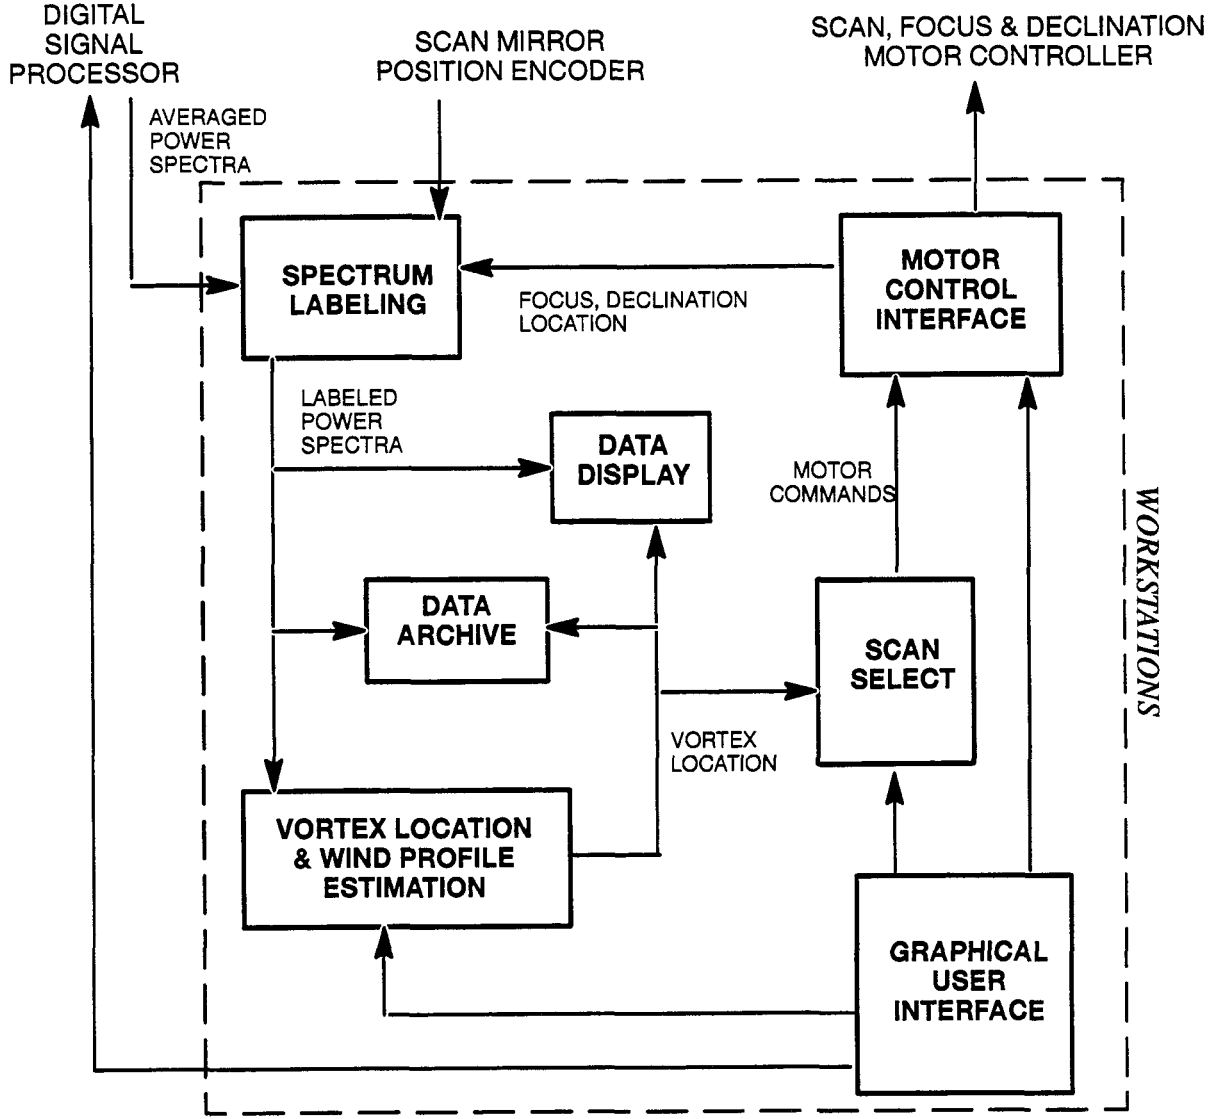 DIGITAL
SIGNAL
PROCESSOR
SCAN MIRROR
POSITION ENCODER
SCAN, FOCUS & DECLINATION
MOTOR CONTROLLER
AVERAGED
POWER
SPECTRA
SPECTRUM
LABELING
MOTOR
CONTROL
INTERFACE
FOCUS, DECLINATION
LOCATION
LABELED
POWER
SPECTRA
DATA
DISPLAY
MOTOR
COMMANDS
WORKSTATIONS
DATA
ARCHIVE
SCAN
SELECT
VORTEX
LOCATION
VORTEX LOCATION
& WIND PROFILE
ESTIMATION
GRAPHICAL
USER
INTERFACE